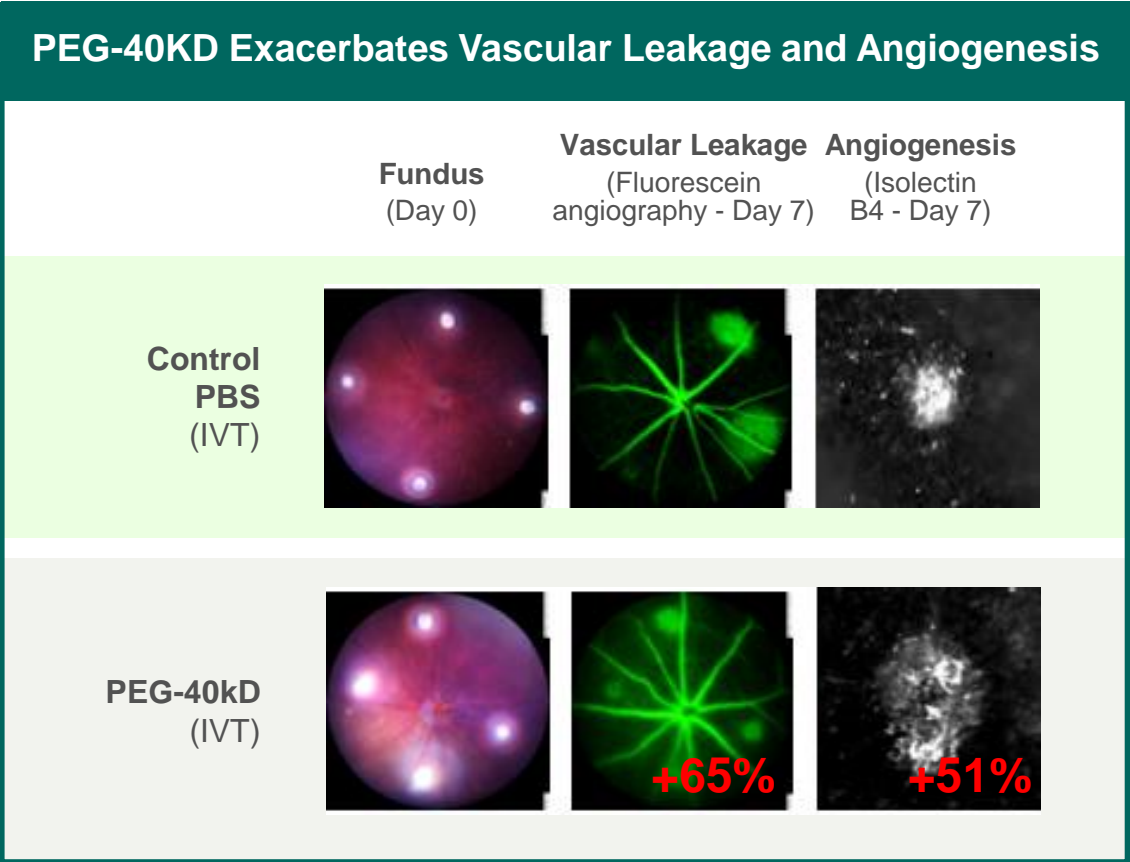 PEG-40KD Exacerbates Vascular Leakage and Angiogenesis
Fundus
(Day 0)
Vascular Leakage
(Fluorescein
angiography - Day 7)
Angiogenesis
(Isolectin
B4 - Day 7)
Control
PBS
(IVT)
PEG-40kD
(IVT)
+65%
+51%